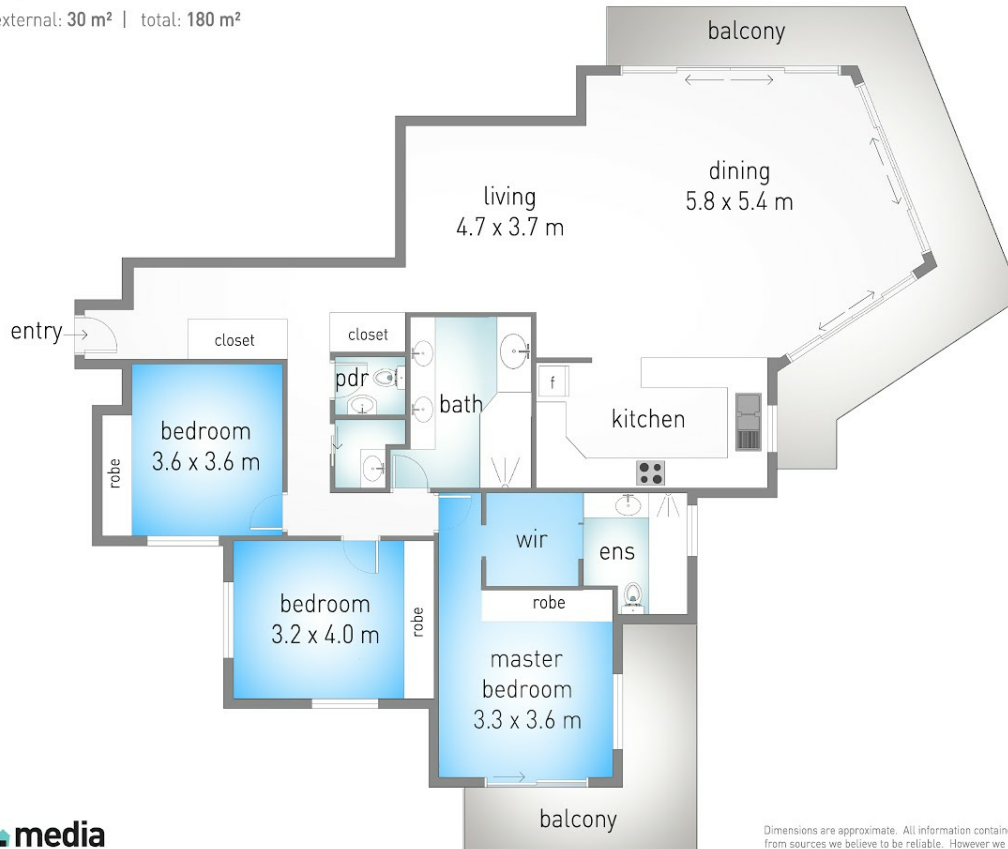 external: 30 m² | total: 180 m²
balcony
dining
5.8 x 5.4 m
living
4.7 x 3.7 m
entry
closet
closet
pdr
bath
f
kitchen
bedroom
3.6 x 3.6 m
robe
wir
ens
bedroom
3.2 x 4.0 m
robe
robe
master
bedroom
3.3 x 3.6 m
balcony
media
Dimensions are approximate. All information
from sources we believe to be reliable. However we